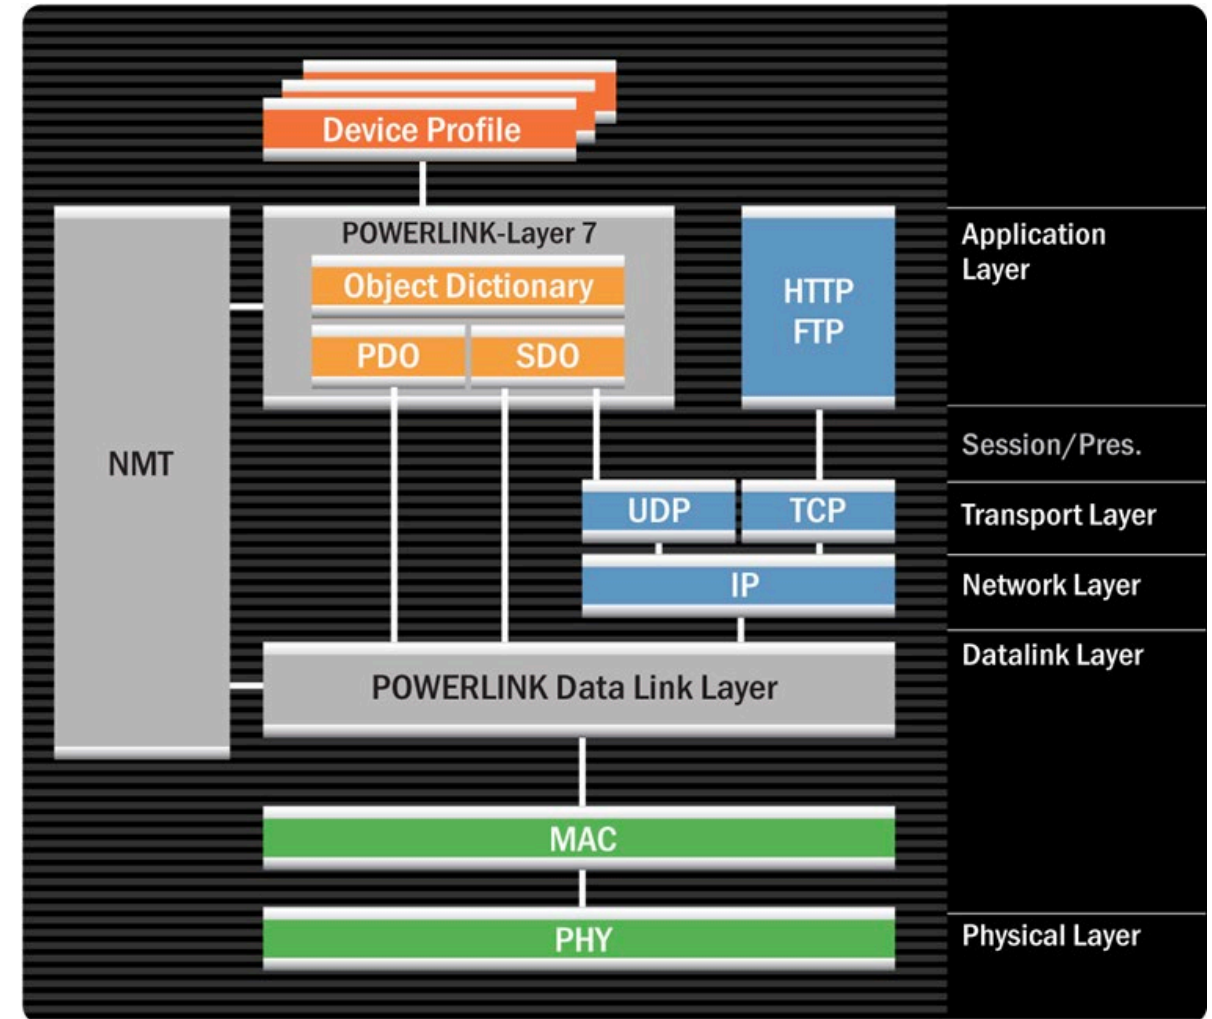 Device Profile
POWERLINK-Layer 7
Object Dictionary
PDO
SDO
HTTP
FTP
Application
Layer
NMT
Session/Pres.
UDP
TCP
Transport Layer
IP
Network Layer
POWERLINK Data Link Layer
Datalink Layer
MAC
PHY
Physical Layer